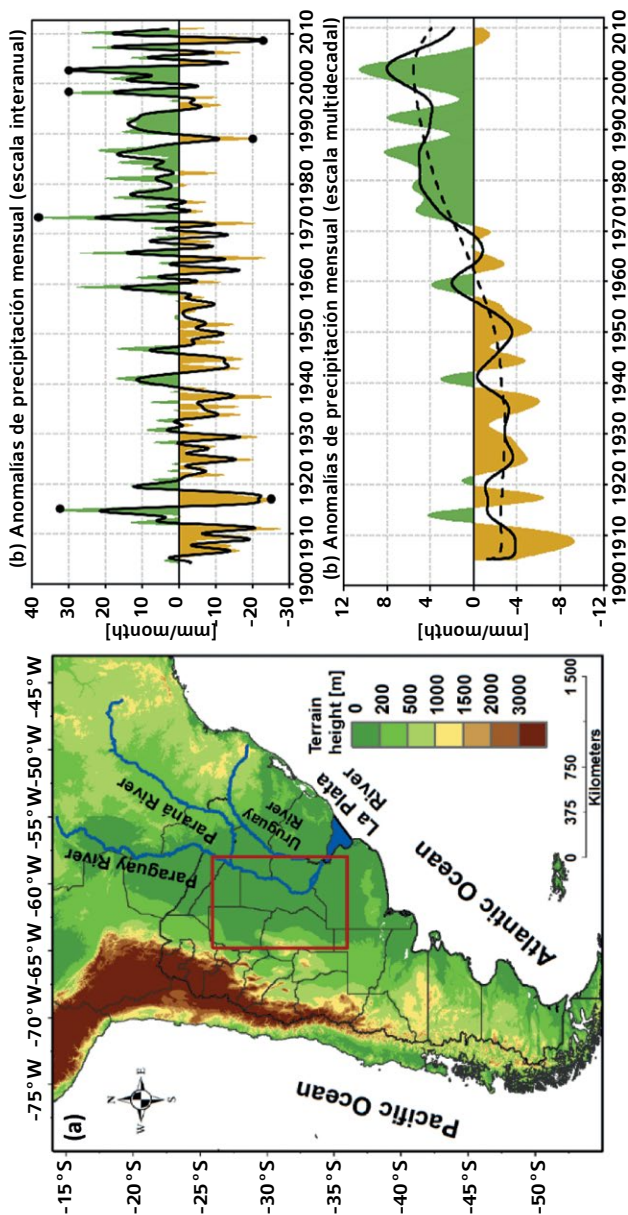 (a)
-75°W -70°W -65°W -60°W -55°W -50°W -45°W
-15°S
-20°S
-25°S
-30°S
-35°S
-40°S
-45°S
-50°S
N
W E
S
Paraguay River
Paraná River
Uruguay
River
La Plata
River
Pacific Ocean
Atlantic Ocean
Terrain
height [m]
0
200
500
1000
1500
2000
3000
0 375 750 1 500
Kilometers
(b) Anomalias de precipitación mensual (escala interanual)
[mm/month]
40
30
20
10
0
-10
-20
-30
1900 1910 1920 1930 1940 1950 1960 1970 1980 1990 2000 2010
(b) Anomalias de precipitación mensual (escala multidecadal)
[mm/month]
12
8
4
0
-4
-8
-12
1900 1910 1920 1930 1940 1950 1960 1970 1980 1990 2000 2010